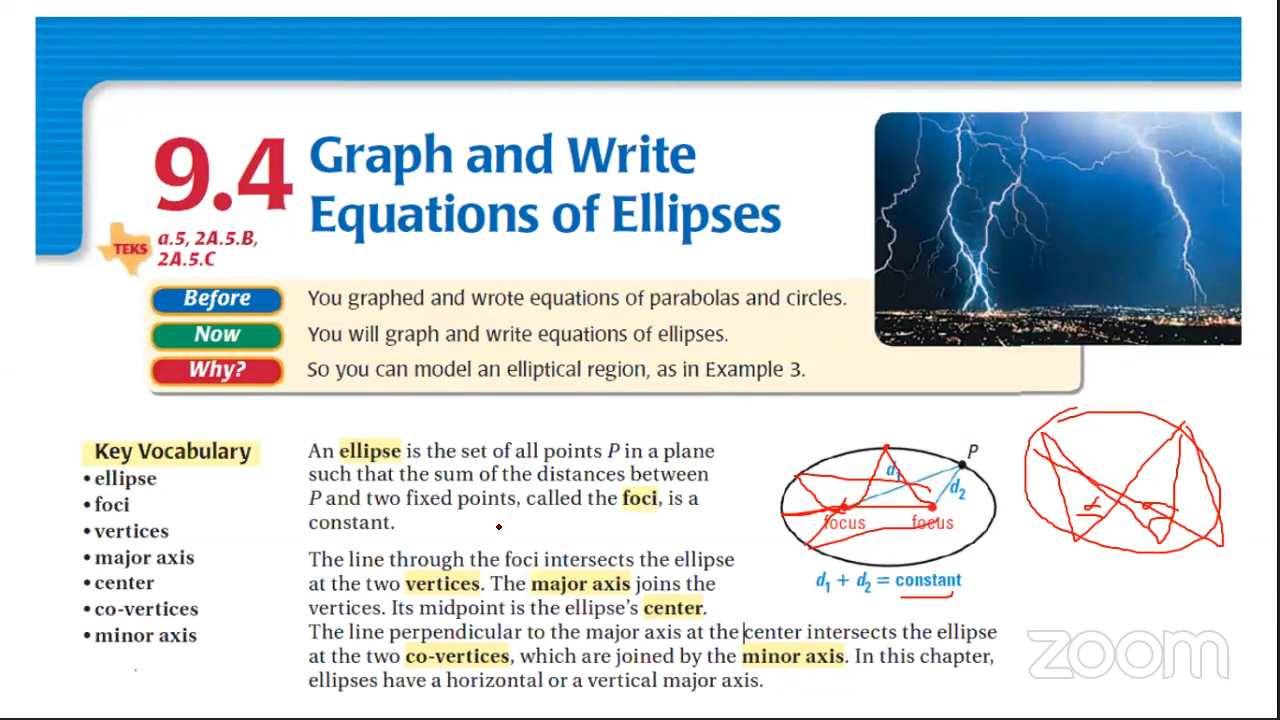 9.4
Graph and Write
Equations of Ellipses
TEKS
a.5, 2A.5.B,
2A.5.C
Before
You graphed and wrote equations of parabolas and circles.
Now
You will graph and write equations of ellipses.
Why?
So you can model an elliptical region, as in Example 3.
Key Vocabulary
• ellipse
• foci
• vertices
• major axis
• center
• co-vertices
• minor axis
An ellipse is the set of all points P in a plane
such that the sum of the distances between
P and two fixed points, called the foci, is a
constant.
The line through the foci intersects the ellipse
at the two vertices. The major axis joins the
vertices. Its midpoint is the ellipse's center.
The line perpendicular to the major axis at the center intersects the ellipse
at the two co-vertices, which are joined by the minor axis. In this chapter,
ellipses have a horizontal or a vertical major axis.
P
d1
d2
focus
focus
d1 + d2 = constant
zoom